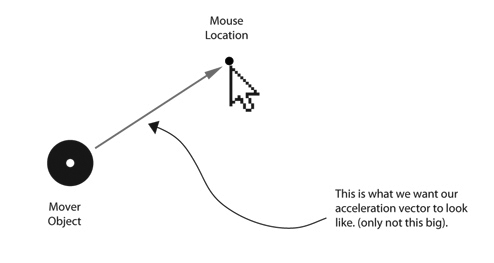 Mouse
Location
Mover
Object
This is what we want our
acceleration vector to look
like. (only not this big).